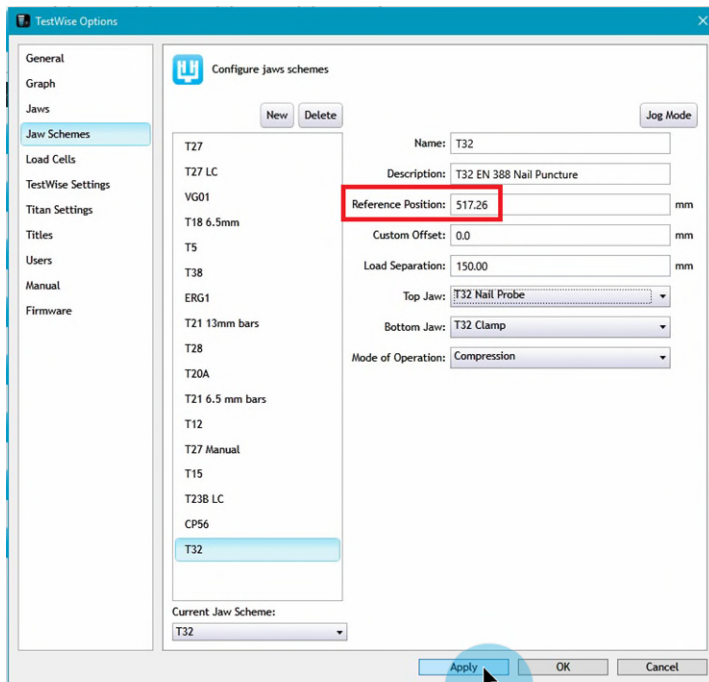 TestWise Options
General
Graph
Jaws
Jaw Schemes
Load Cells
TestWise Settings
Titan Settings
Titles
Users
Manual
Firmware
Configure jaws schemes
New Delete
Jog Mode
T27
T27 LC
VG01
T18 6.5mm
T5
T38
ERG1
T21 13mm bars
T28
T20A
T21 6.5 mm bars
T12
T27 Manual
T15
T23B LC
CP56
T32
Current Jaw Scheme:
T32
Name: T32
Description: T32 EN 388 Nail Puncture
Reference Position: 517.26 mm
Custom Offset: 0.0 mm
Load Separation: 150.00 mm
Top Jaw: T32 Nail Probe
Bottom Jaw: T32 Clamp
Mode of Operation: Compression
Apply OK Cancel